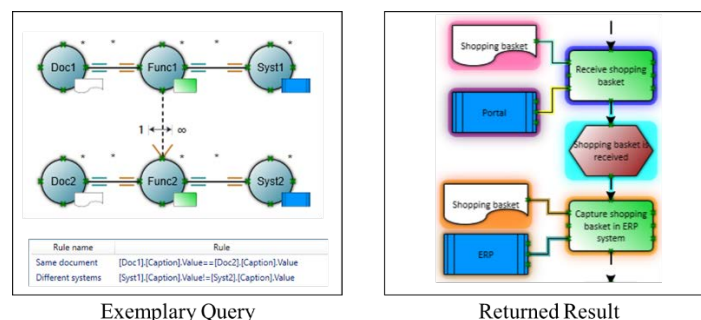 * * * *
Doc1 Func1 Syst1
1 ∞
* * * *
Doc2 Func2 Syst2
Rule name Rule
Same document [Doc1].[Caption].Value==[Doc2].[Caption].Value
Different systems [Syst1].[Caption].Value!=[Syst2].[Caption].Value
Exemplary Query
Shopping basket
Receive shopping
basket
Portal
Shopping basket is
received
Shopping basket
Capture shopping
basket in ERP
system
ERP
Returned Result